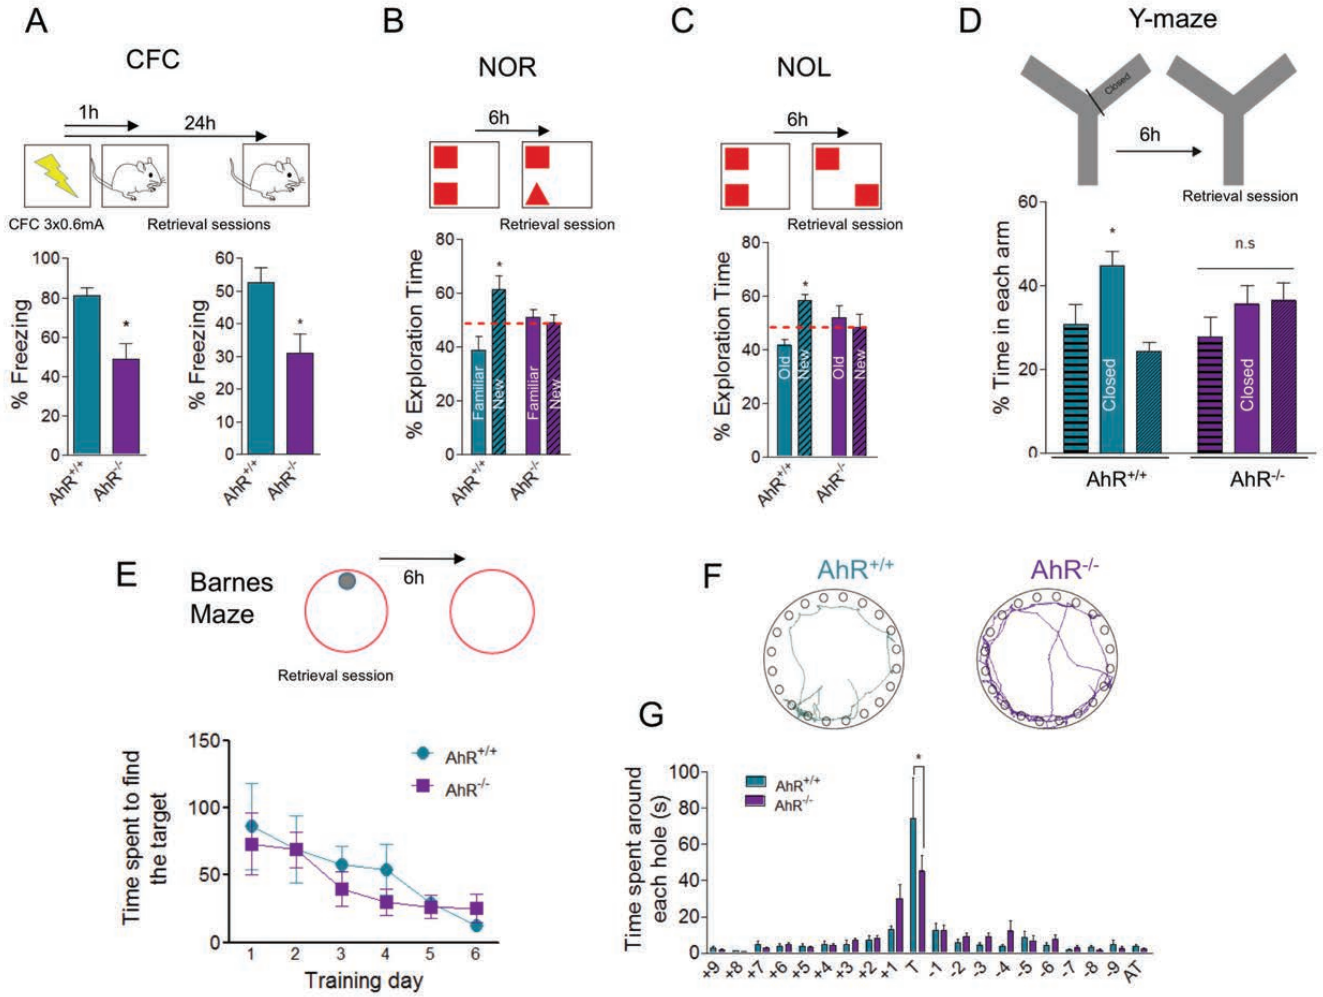 A
CFC
1h
24h
CFC 3x0.6mA
Retrieval sessions
% Freezing
100
80
60
40
20
0
*
AhR+/+
AhR-/-
% Freezing
60
50
40
30
20
10
0
*
AhR+/+
AhR-/-
B
NOR
6h
Retrieval session
% Exploration Time
80
60
40
20
0
*
Familiar
New
Familiar
New
AhR+/+
AhR-/-
C
NOL
6h
Retrieval session
% Exploration Time
80
60
40
20
0
*
Old
New
Old
New
AhR+/+
AhR-/-
D
Y-maze
Closed
6h
Retrieval session
% Time in each arm
60
40
20
0
*
n.s
Closed
Closed
AhR+/+
AhR-/-
E
Barnes
Maze
6h
Retrieval session
Time spent to find
the target
150
100
50
0
AhR+/+
AhR-/-
1 2 3 4 5 6
Training day
F
AhR+/+
AhR-/-
G
Time spent around
each hole (s)
100
80
60
40
20
0
AhR+/+
AhR-/-
*
+9 +8 +7 +6 +5 +4 +3 +2 +1 T -1 -2 -3 -4 -5 -6 -7 -8 -9 AT